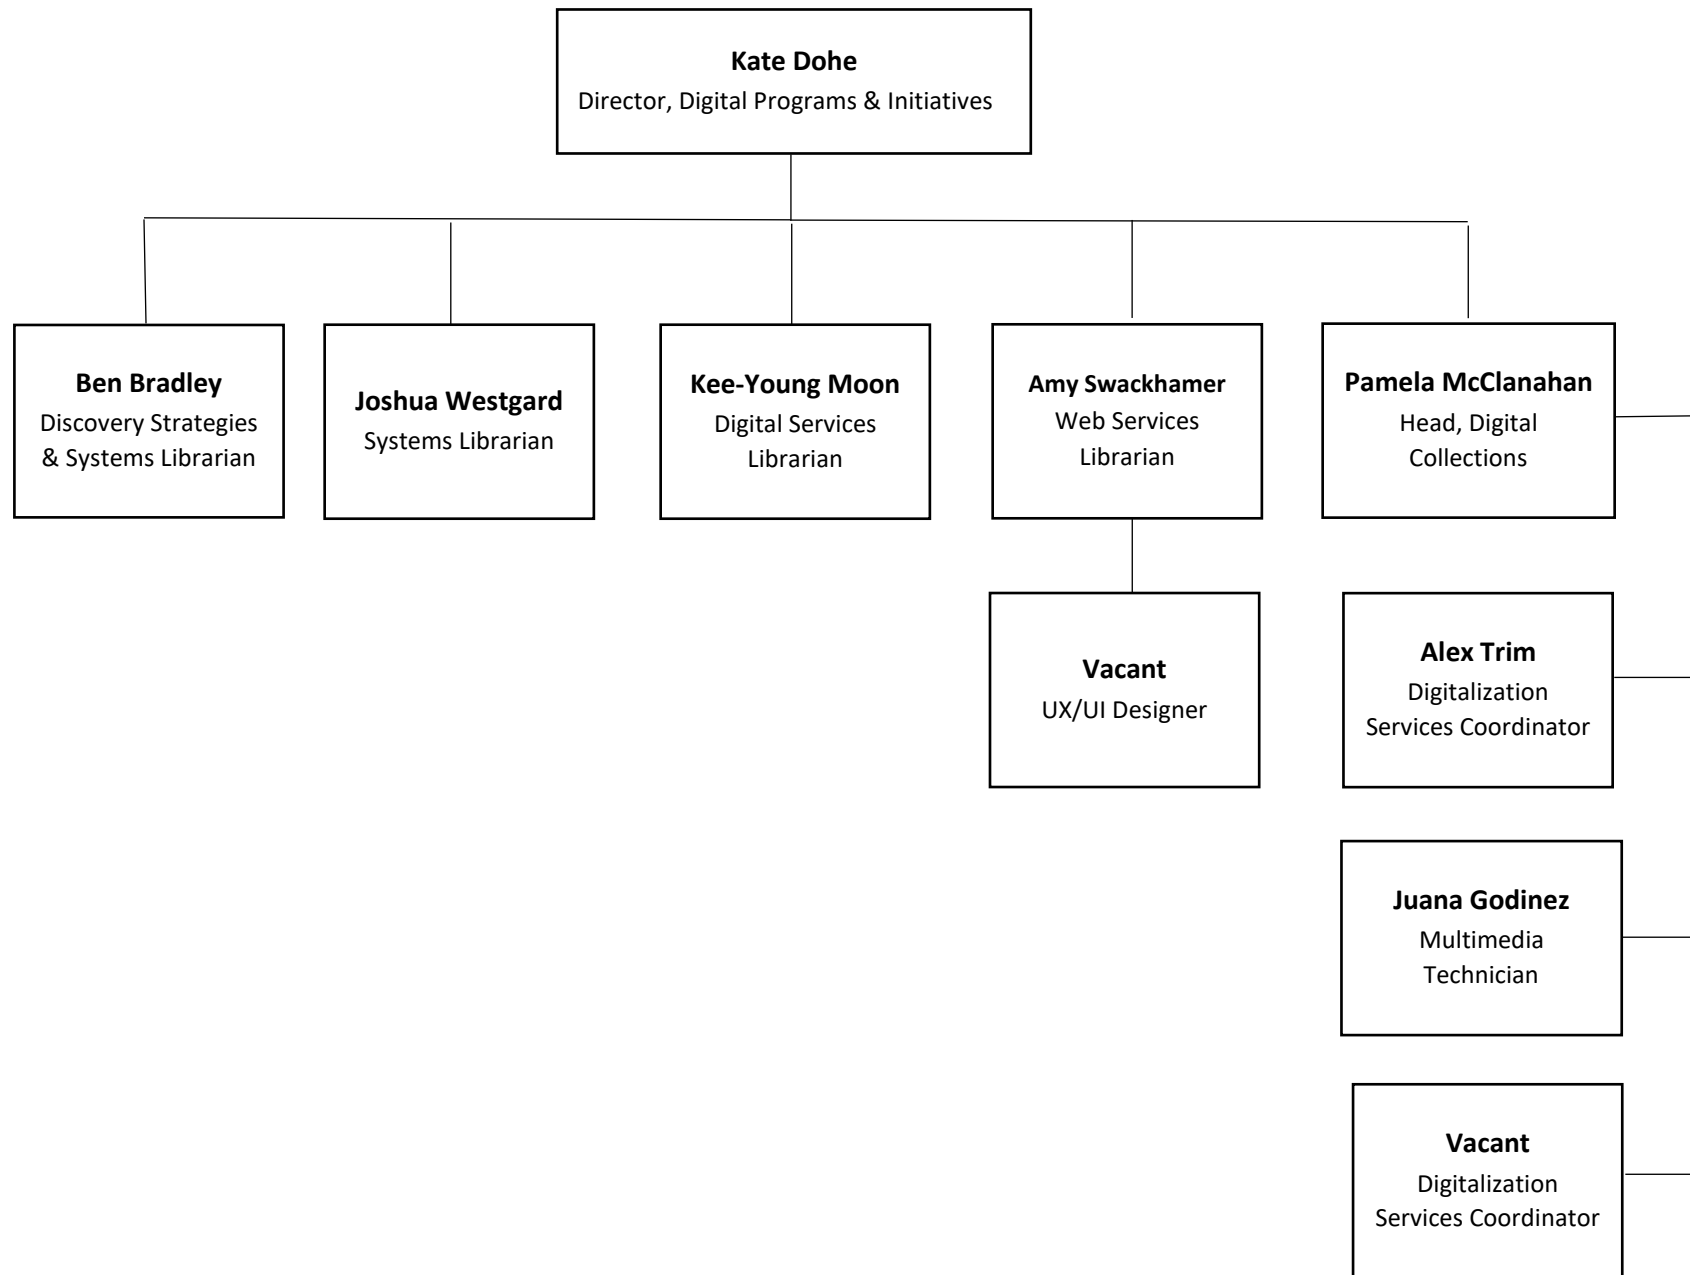 Kate Dohe
Director, Digital Programs & Initiatives
Ben Bradley
Discovery Strategies
& Systems Librarian
Joshua Westgard
Systems Librarian
Kee-Young Moon
Digital Services
Librarian
Amy Swackhamer
Web Services
Librarian
Pamela McClanahan
Head, Digital
Collections
Vacant
UX/UI Designer
Alex Trim
Digitalization
Services Coordinator
Juana Godinez
Multimedia
Technician
Vacant
Digitalization
Services Coordinator